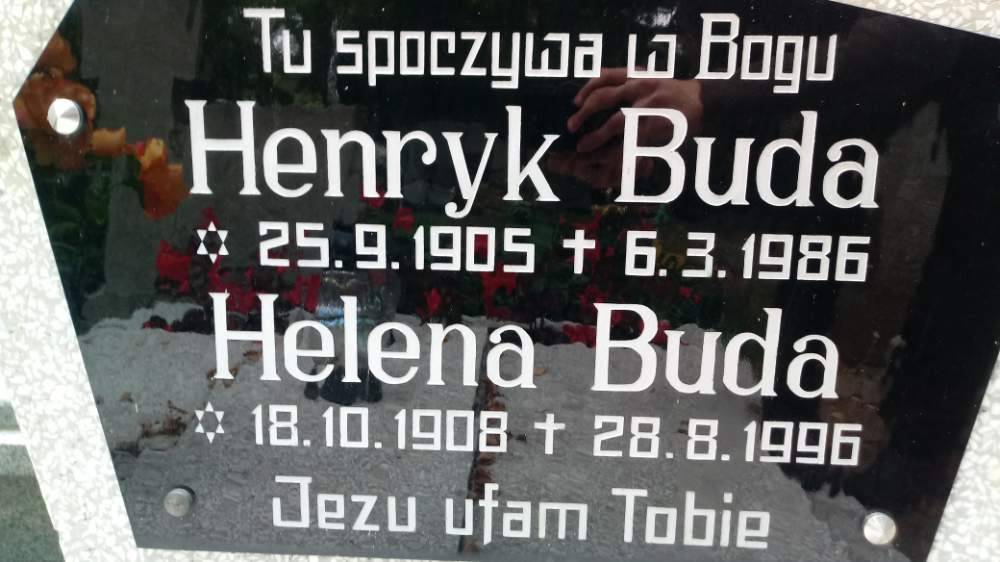 Tu spoczywa w Bogu
Henryk Buda
✡ 25.9.1905 † 6.3.1986
Helena Buda
✡ 18.10.1908 † 28.8.1996
Jezu ufam Tobie